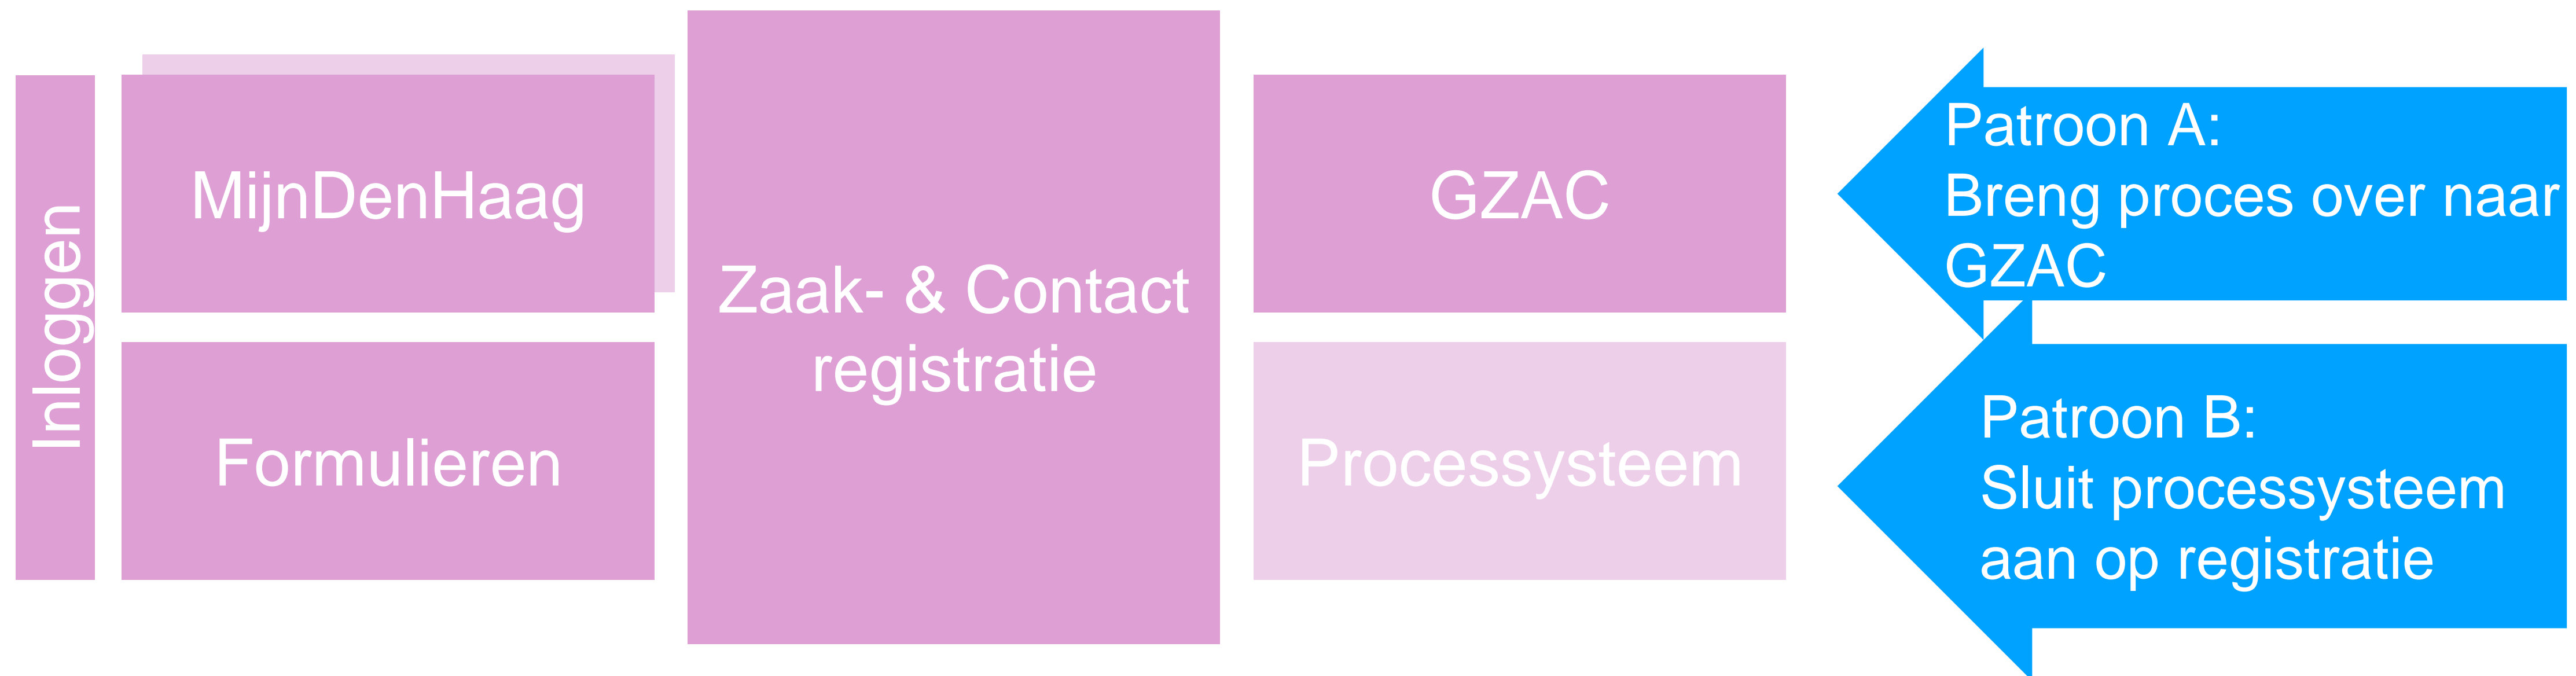 Inloggen
MijnDenHaag
Formulieren
Zaak- & Contact
registratie
GZAC
Processysteem
Patroon A:
Breng proces over naar
GZAC
Patroon B:
Sluit processysteem
aan op registratie